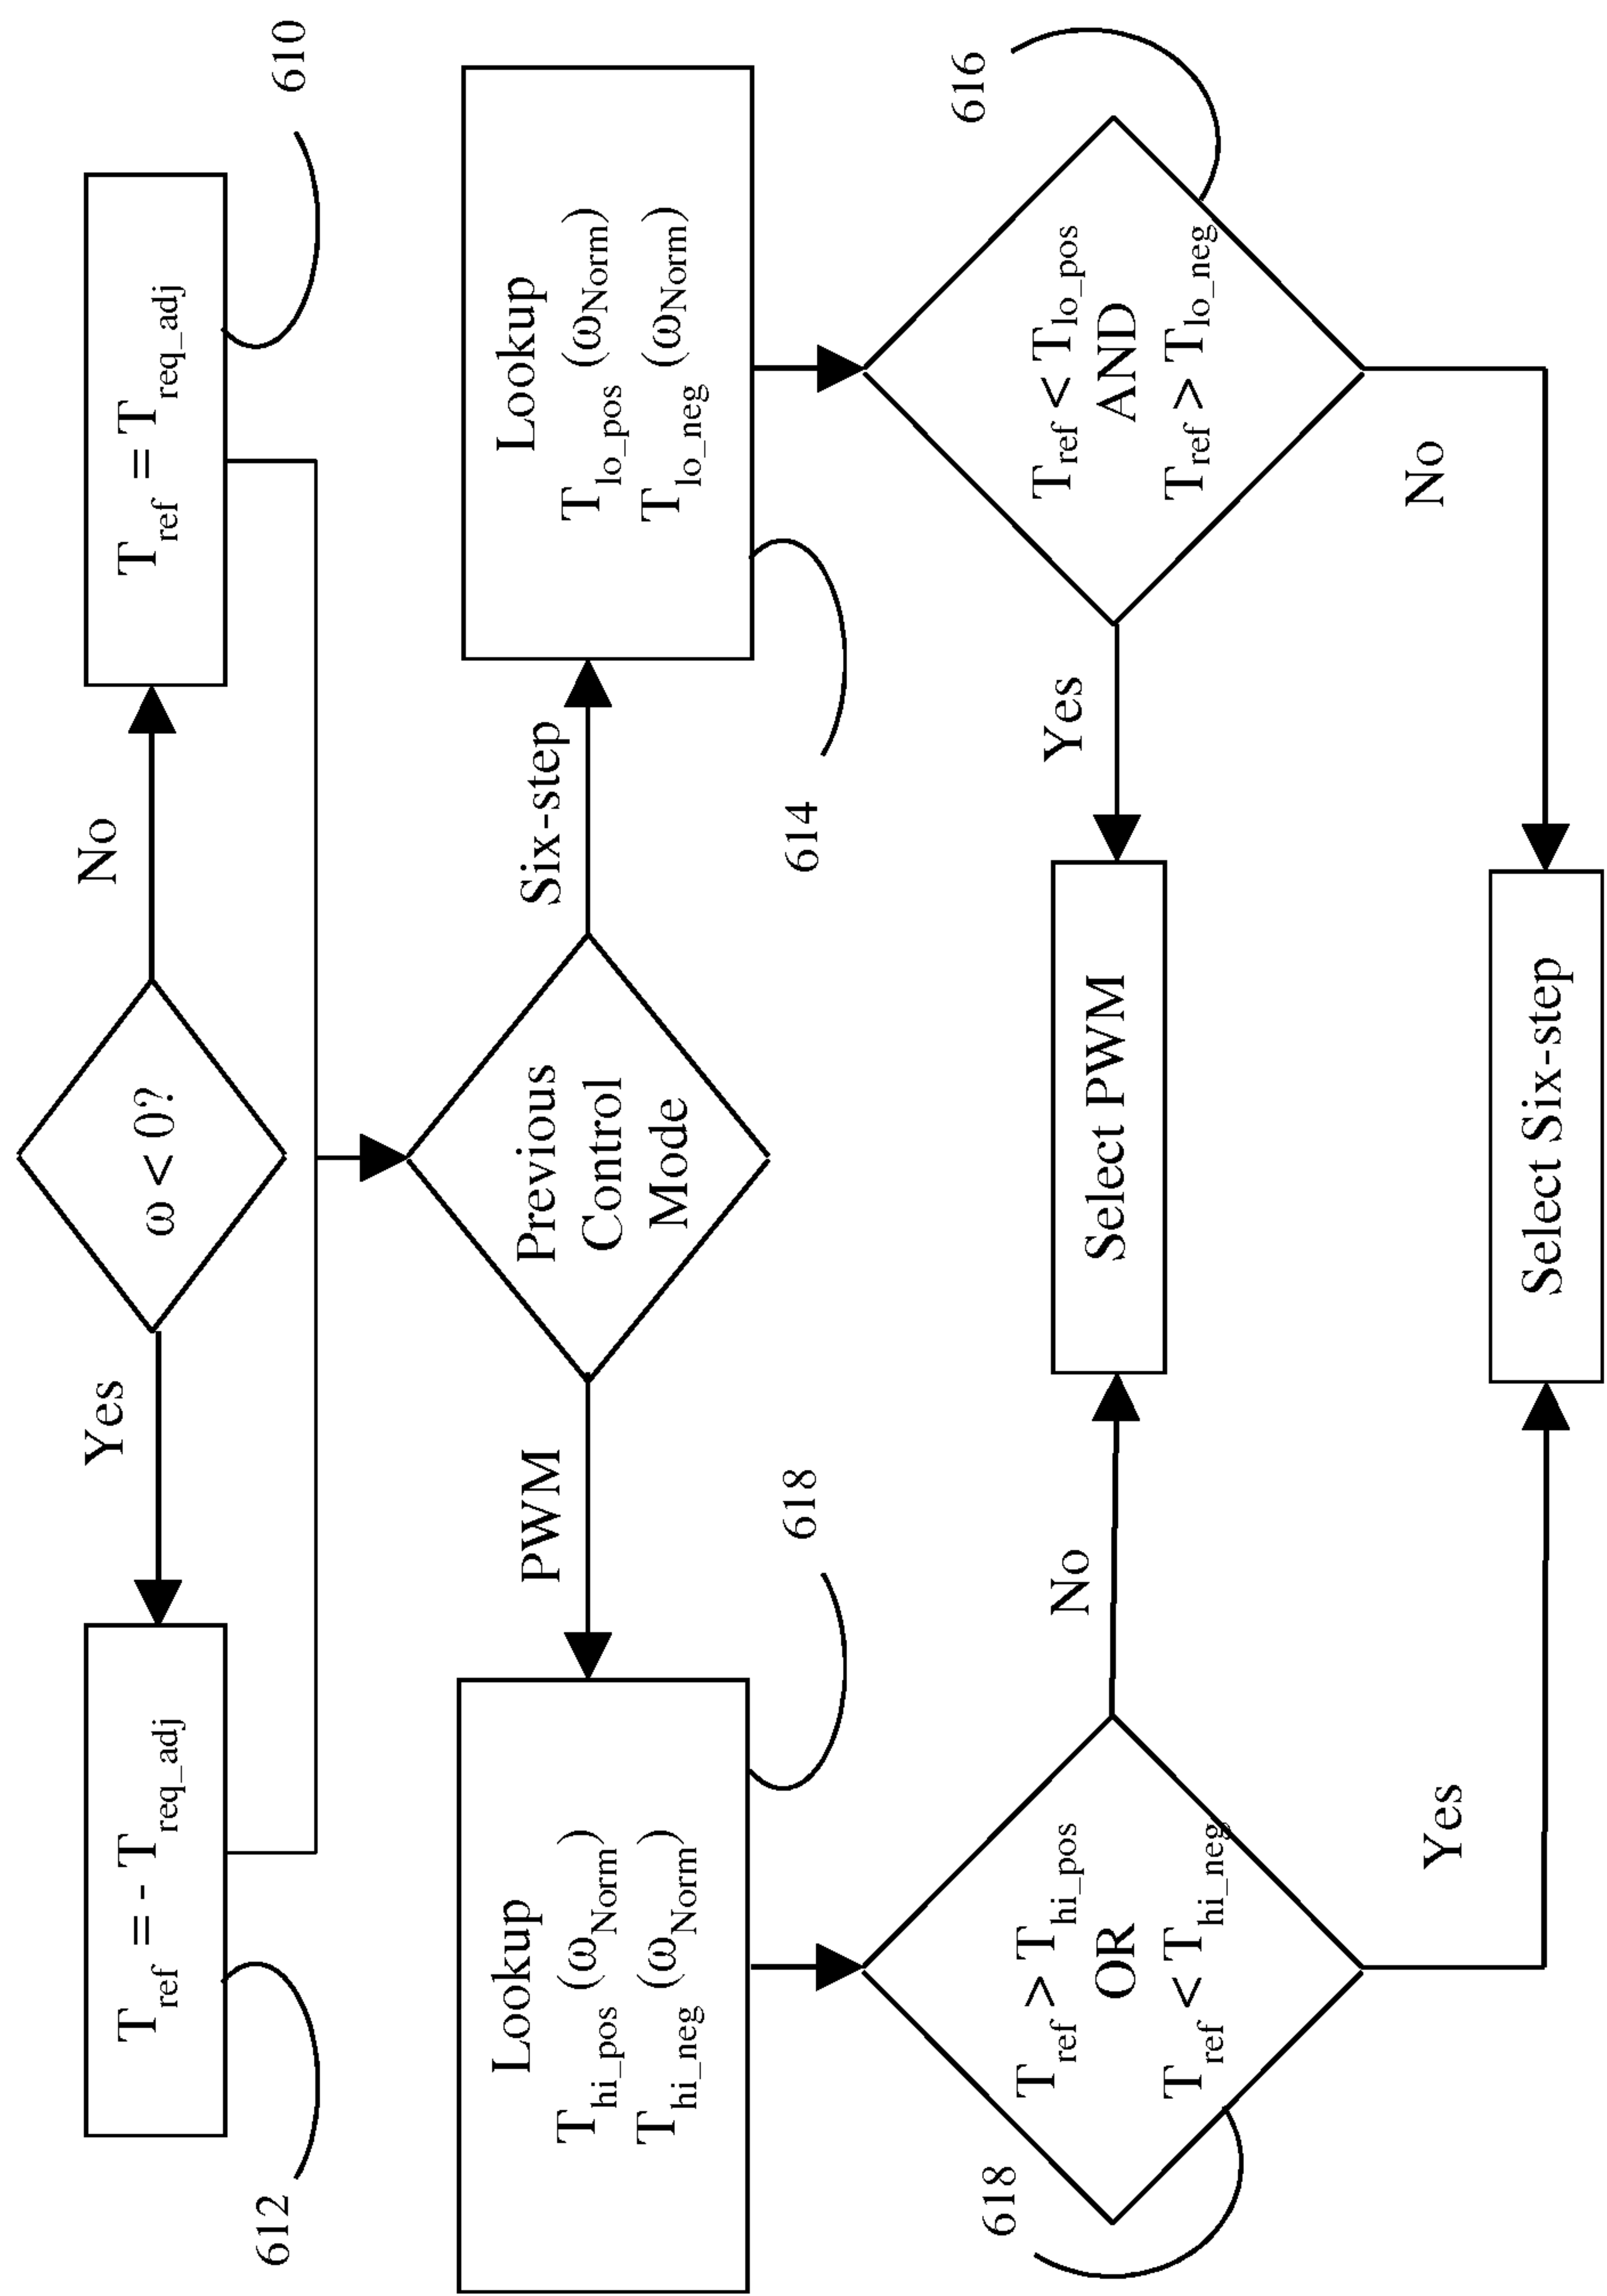 612
T_ref = - T_req_adj
Yes
ω < 0?
No
T_ref = T_req_adj
610
Lookup
T_hi_pos (ω_Norm)
T_hi_neg (ω_Norm)
618
PWM
Previous
Control
Mode
Six-step
Lookup
T_lo_pos (ω_Norm)
T_lo_neg (ω_Norm)
614
618
T_ref > T_hi_pos
OR
T_ref < T_hi_neg
No
Select PWM
Yes
T_ref < T_lo_pos
AND
T_ref > T_lo_neg
616
Yes
Select Six-step
No